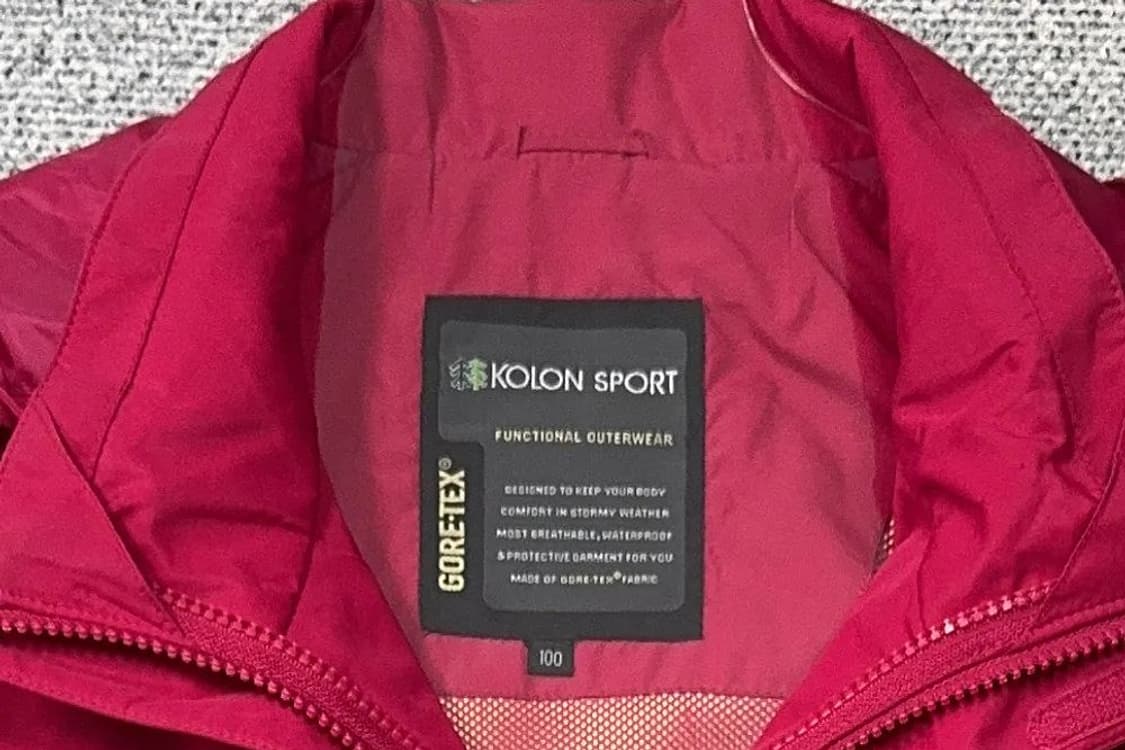 KOLON SPORT
FUNCTIONAL OUTERWEAR
GORE-TEX®
DESIGNED TO KEEP YOUR BODY
COMFORT IN STORMY WEATHER
MOST BREATHABLE, WATERPROOF
& PROTECTIVE GARMENT FOR YOU
MADE OF GORE-TEX® FABRIC
100